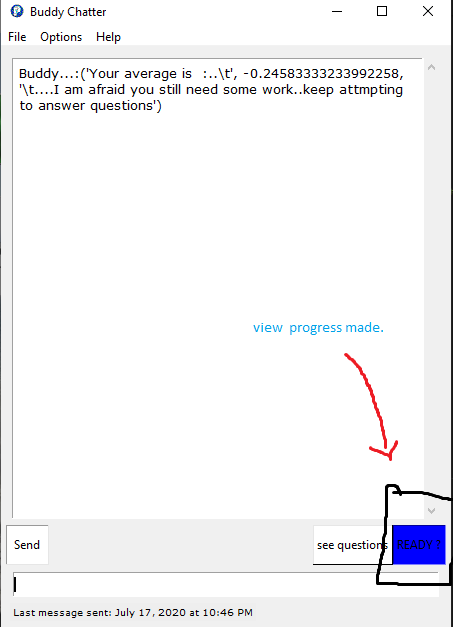 Buddy Chatter
File Options Help
Buddy...:('Your average is :..\t', -0.24583333233992258,
'\t....I am afraid you still need some work..keep attmpting
to answer questions')
view progress made.
Send see questions READY ?
Last message sent: July 17, 2020 at 10:46 PM